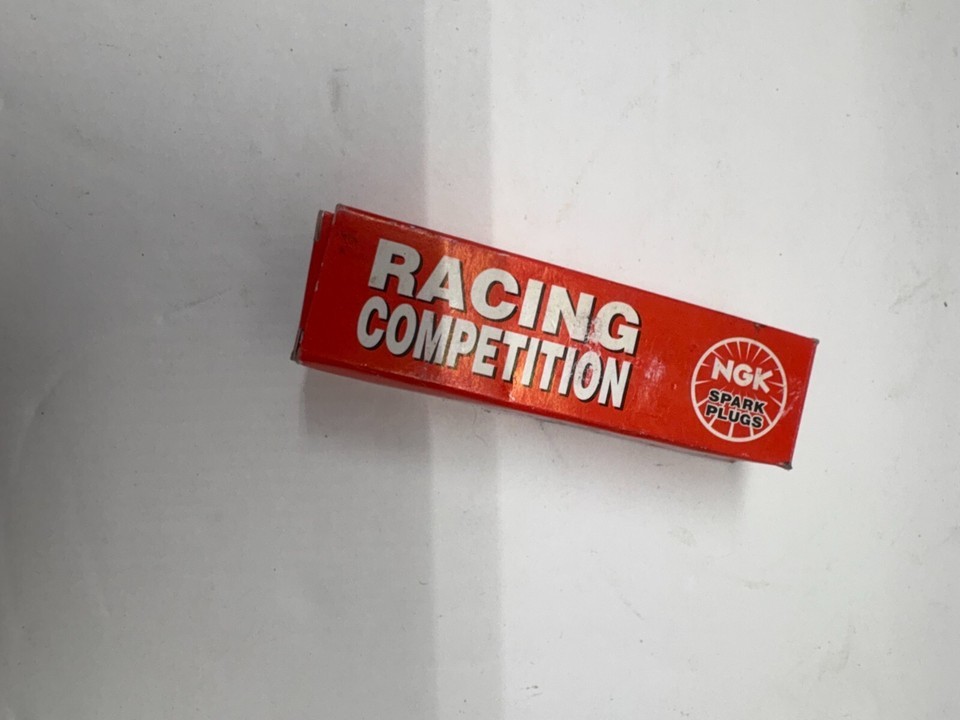 RACING
COMPETITION
NGK
SPARK
PLUGS